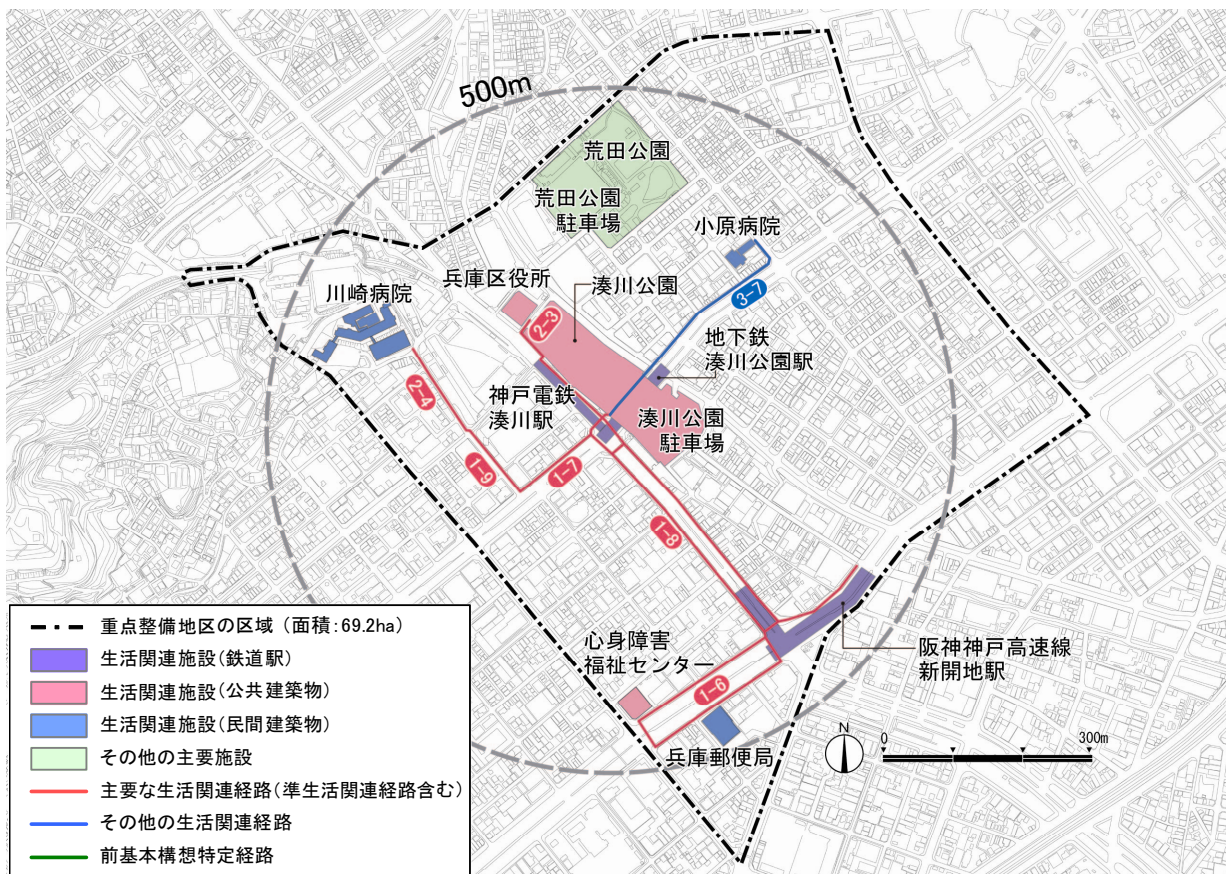 500m
荒田公園
荒田公園
駐車場
小原病院
3-7
兵庫区役所
湊川公園
川崎病院
2-3
地下鉄
湊川公園駅
2-4
神戸電鉄
湊川駅
湊川公園
駐車場
1-9
1-7
1-8
心身障害
福祉センター
阪神神戸高速線
新開地駅
1-6
兵庫郵便局
N
0
300m
重点整備地区の区域 (面積:69.2ha)
生活関連施設(鉄道駅)
生活関連施設(公共建築物)
生活関連施設(民間建築物)
その他の主要施設
主要な生活関連経路(準生活関連経路含む)
その他の生活関連経路
前基本構想特定経路